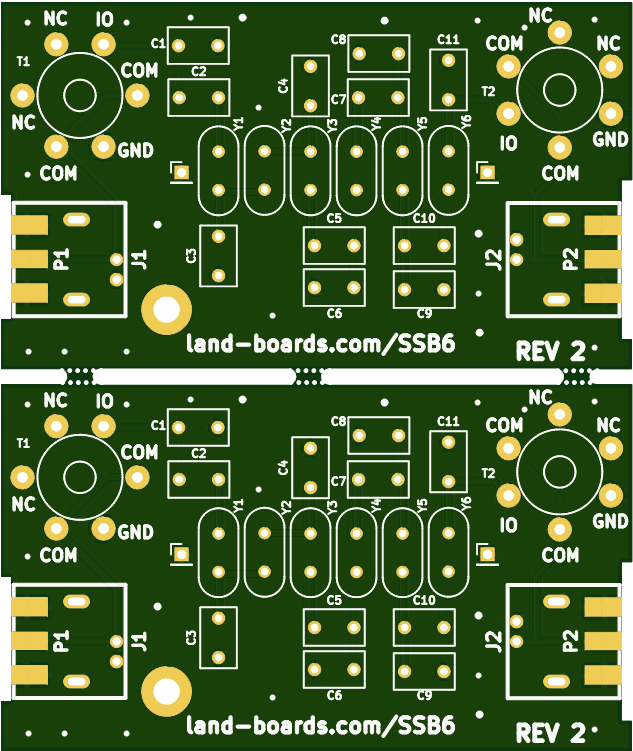 NC IO C1 C8 C11 NC
T1 COM C2 COM NC
C4 C7 T2
NC Y1 Y2 Y3 Y4 Y5 Y6 GND
GND IO
COM COM
C5 C10
P1 J1 C3 J2 P2
C6 C9
land-boards.com/SSB6 REV 2
NC IO C1 C8 C11 NC
T1 COM C2 COM NC
C4 C7 T2
NC Y1 Y2 Y3 Y4 Y5 Y6 GND
GND IO
COM COM
C5 C10
P1 J1 C3 J2 P2
C6 C9
land-boards.com/SSB6 REV 2